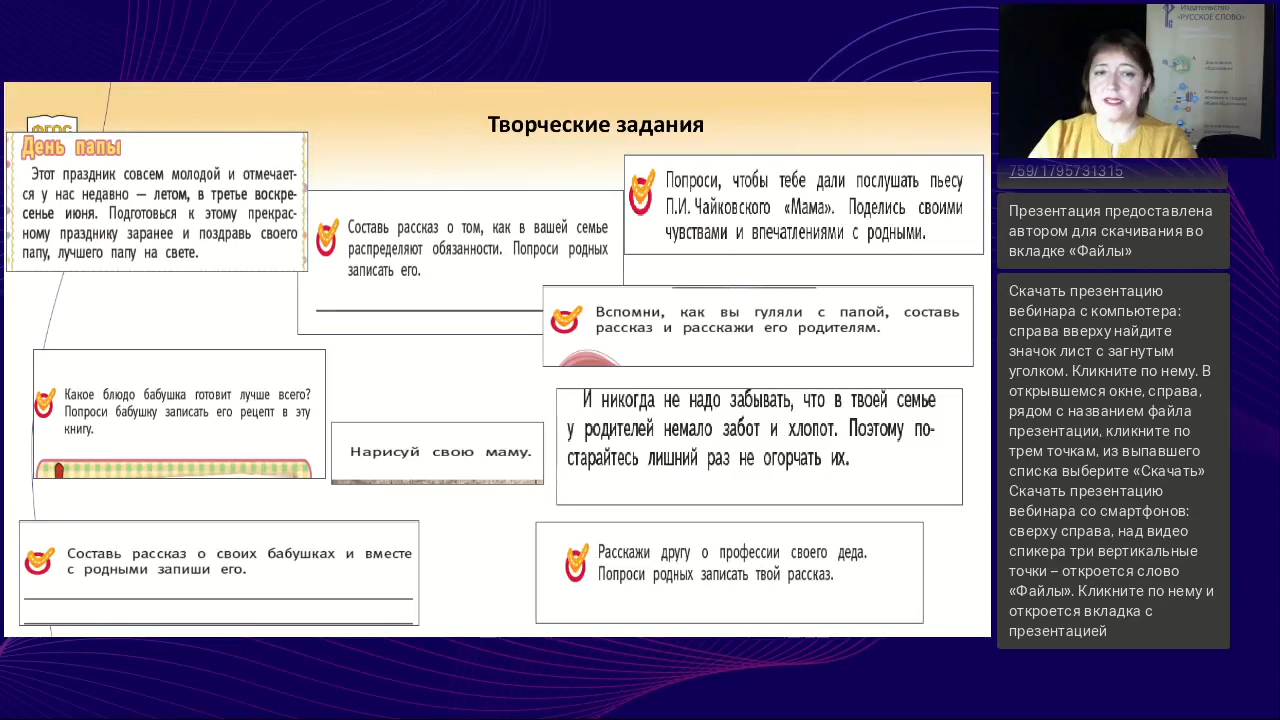 Творческие задания
ФГОС
День папы
Этот праздник совсем молодой и отмечает-
ся у нас недавно — летом, в третье воскре-
сенье июня. Подготовься к этому прекрас-
ному празднику заранее и поздравь своего
папу, лучшего папу на свете.
Составь рассказ о том, как в вашей семье
распределяют обязанности. Попроси родных
записать его.
Попроси, чтобы тебе дали послушать пьесу
П.И. Чайковского «Мама». Поделись своими
чувствами и впечатлениями с родными.
Вспомни, как вы гуляли с папой, составь
рассказ и расскажи его родителям.
Какое блюдо бабушка готовит лучше всего?
Попроси бабушку записать его рецепт в эту
книгу.
Нарисуй свою маму.
И никогда не надо забывать, что в твоей семье
у родителей немало забот и хлопот. Поэтому по-
старайтесь лишний раз не огорчать их.
Составь рассказ о своих бабушках и вместе
с родными запиши его.
Расскажи другу о профессии своего деда.
Попроси родных записать твой рассказ.
Издательство
«РУССКОЕ СЛОВО»
759/1795731315
Презентация предоставлена
автором для скачивания во
вкладке «Файлы»
Скачать презентацию
вебинара с компьютера:
справа вверху найдите
значок лист с загнутым
уголком. Кликните по нему. В
открывшемся окне, справа,
рядом с названием файла
презентации, кликните по
трем точкам, из выпавшего
списка выберите «Скачать»
Скачать презентацию
вебинара со смартфонов:
сверху справа, над видео
спикера три вертикальные
точки – откроется слово
«Файлы». Кликните по нему и
откроется вкладка с
презентацией